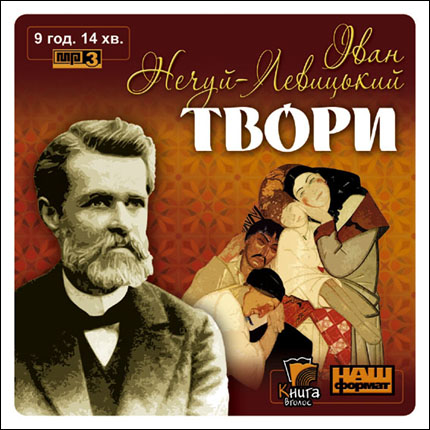 9 год. 14 хв.
mp3
Іван
Нечуй-Левицький
ТВОРИ
Книга
вголос
НАШ
формат